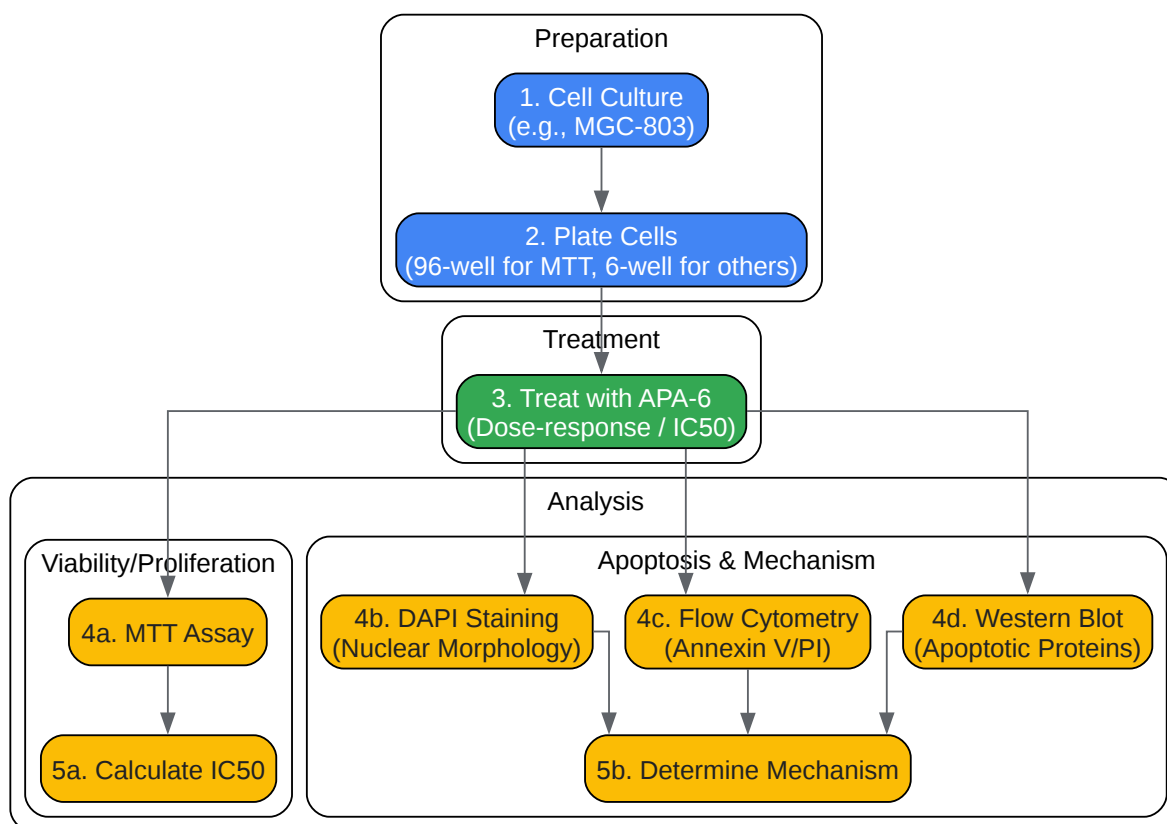 Preparation
1. Cell Culture
(e.g., MGC-803)
2. Plate Cells
(96-well for MTT, 6-well for others)
Treatment
3. Treat with APA-6
(Dose-response / IC50)
Analysis
Viability/Proliferation
4a. MTT Assay
5a. Calculate IC50
Apoptosis & Mechanism
4b. DAPI Staining
(Nuclear Morphology)
4c. Flow Cytometry
(Annexin V/PI)
4d. Western Blot
(Apoptotic Proteins)
5b. Determine Mechanism